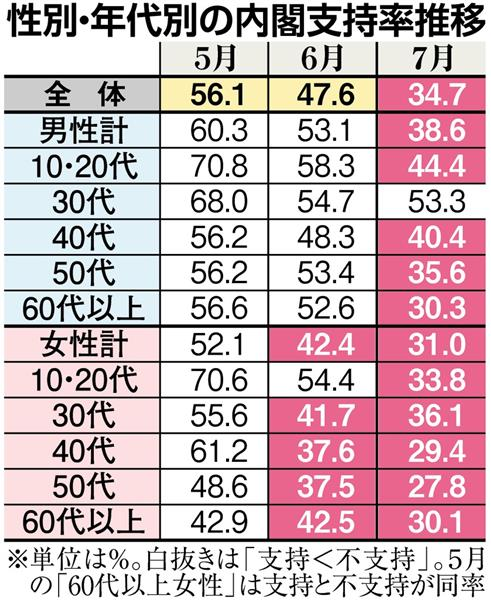 性別・年代別の内閣支持率推移
5月 6月 7月
全 体 56.1 47.6 34.7
男性計 60.3 53.1 38.6
10・20代 70.8 58.3 44.4
30代 68.0 54.7 53.3
40代 56.2 48.3 40.4
50代 56.2 53.4 35.6
60代以上 56.6 52.6 30.3
女性計 52.1 42.4 31.0
10・20代 70.6 54.4 33.8
30代 55.6 41.7 36.1
40代 61.2 37.6 29.4
50代 48.6 37.5 27.8
60代以上 42.9 42.5 30.1
※単位は%。白抜きは「支持<不支持」。5月
の「60代以上女性」は支持と不支持が同率